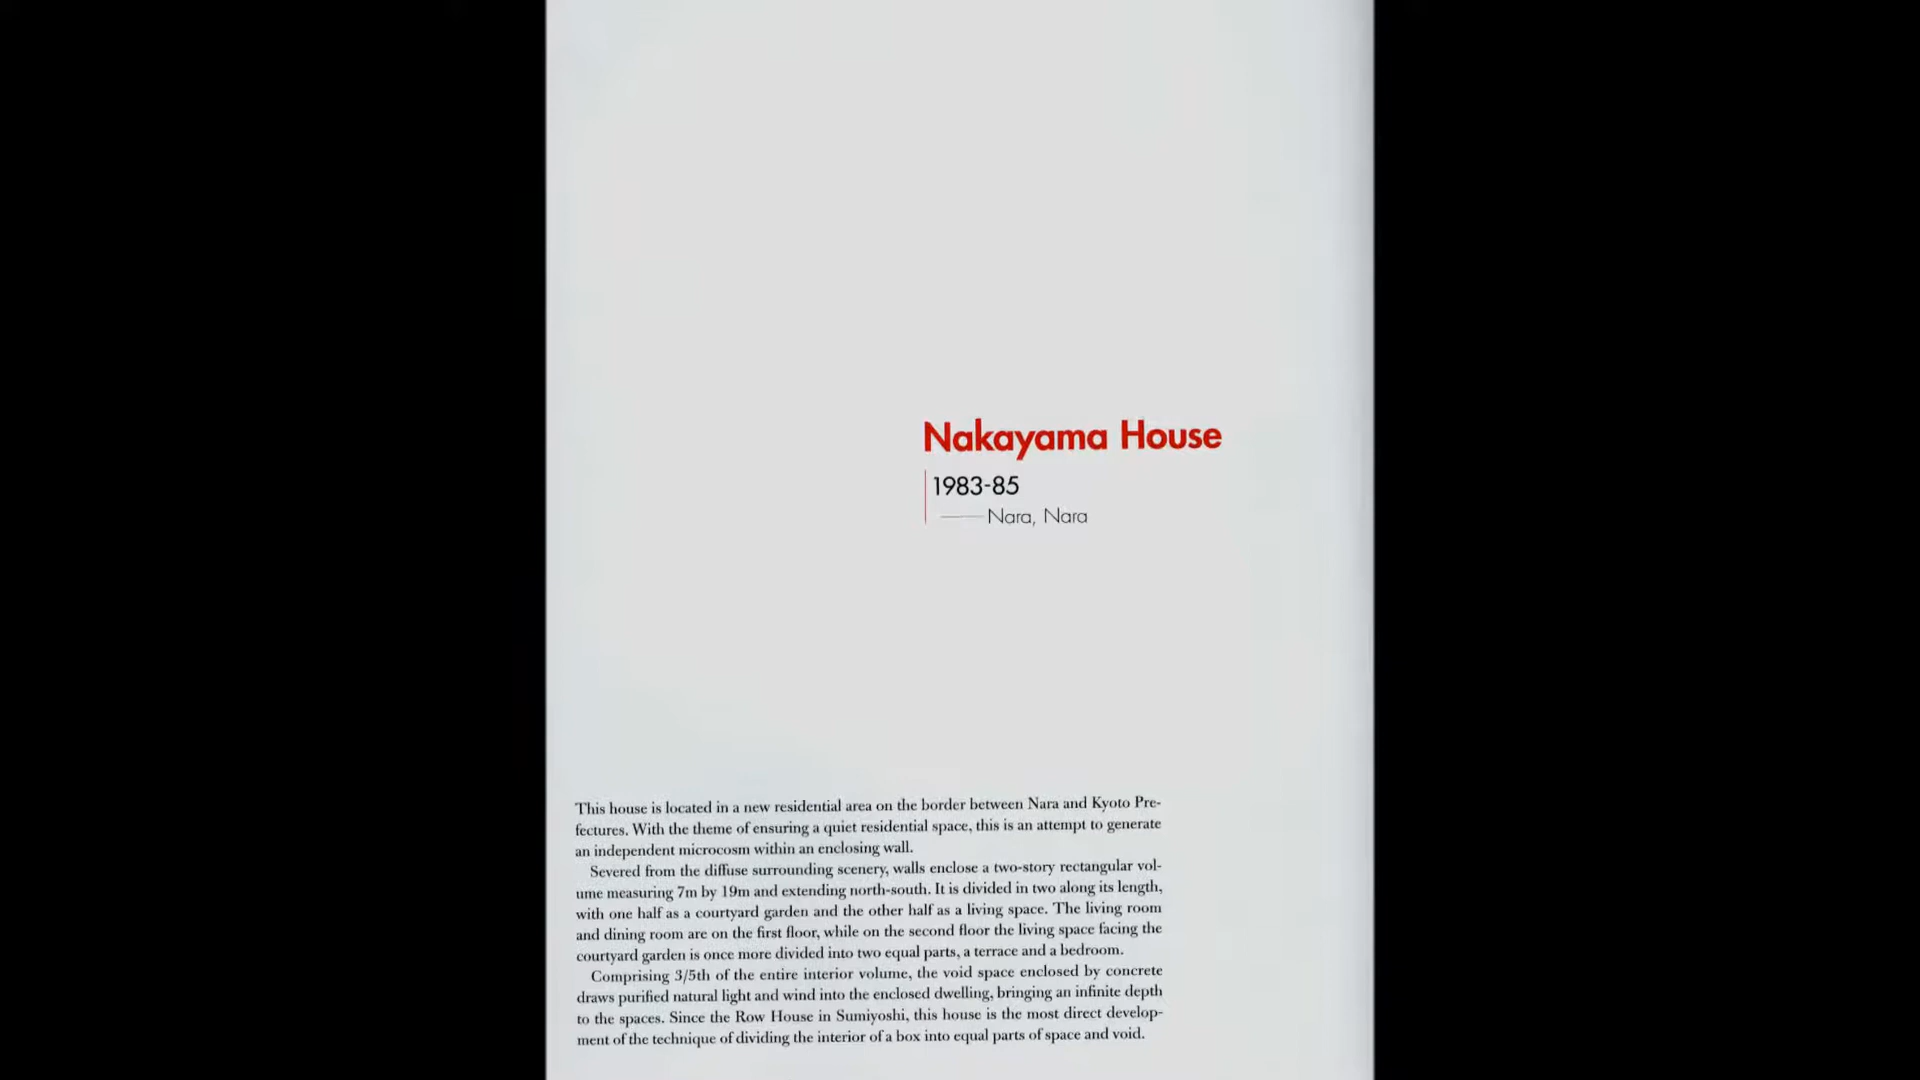 Nakayama House
1983-85
Nara, Nara
This house is located in a new residential area on the border between Nara and Kyoto Pre-
fectures. With the theme of ensuring a quiet residential space, this is an attempt to generate
an independent microcosm within an enclosing wall.
Severed from the diffuse surrounding scenery, walls enclose a two-story rectangular vol-
ume measuring 7m by 19m and extending north-south. It is divided in two along its length,
with one half as a courtyard garden and the other half as a living space. The living room
and dining room are on the first floor, while on the second floor the living space facing the
courtyard garden is once more divided into two equal parts, a terrace and a bedroom.
Comprising 3/5th of the entire interior volume, the void space enclosed by concrete
draws purified natural light and wind into the enclosed dwelling, bringing an infinite depth
to the spaces. Since the Row House in Sumiyoshi, this house is the most direct develop-
ment of the technique of dividing the interior of a box into equal parts of space and void.